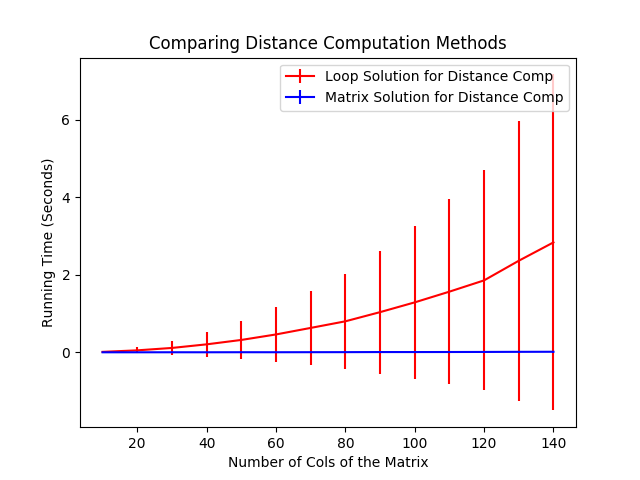 Comparing Distance Computation Methods
Loop Solution for Distance Comp
Matrix Solution for Distance Comp
Running Time (Seconds)
6
4
2
0
20 40 60 80 100 120 140
Number of Cols of the Matrix